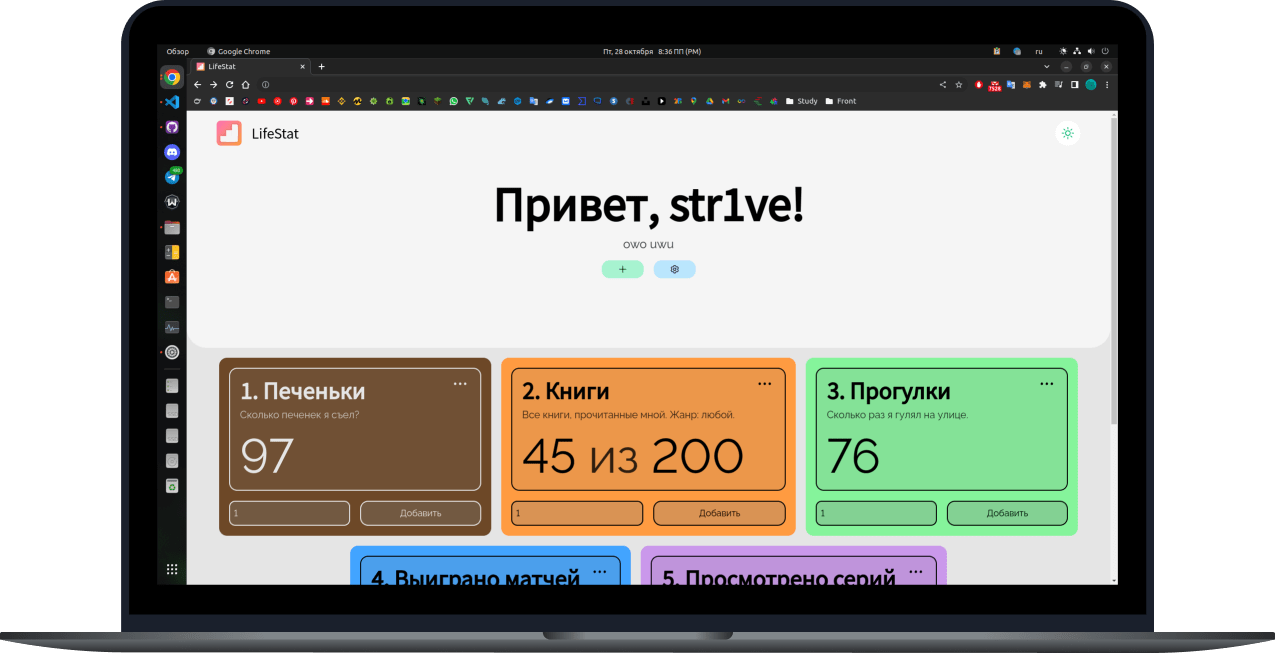 Обзор Google Chrome Пт, 28 октября 8:36 ПП (PM) ru
LifeStat
7528
Study Front
LifeStat
Привет, str1ve!
owo uwu
1. Печеньки
Сколько печенек я съел?
97
1 Добавить
2. Книги
Все книги, прочитанные мной. Жанр: любой.
45 из 200
1 Добавить
3. Прогулки
Сколько раз я гулял на улице.
76
1 Добавить
4. Выиграно матчей
5. Просмотрено серий